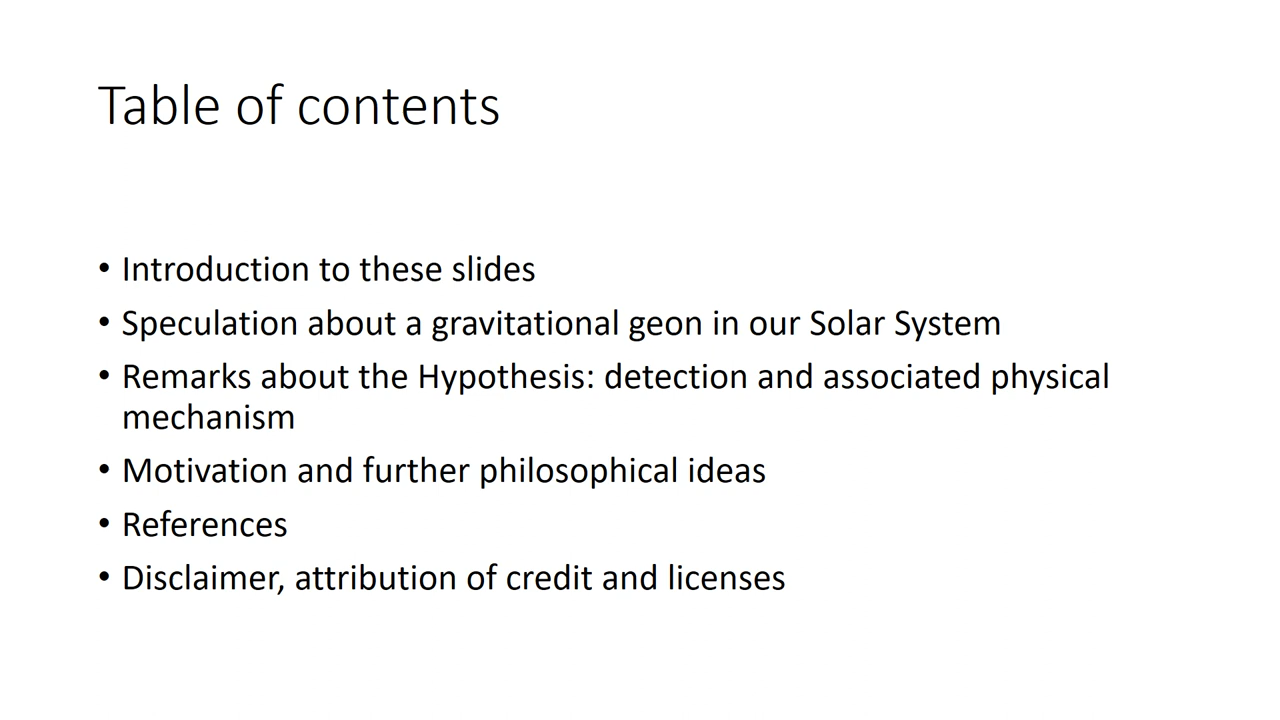 Table of contents
• Introduction to these slides
• Speculation about a gravitational geon in our Solar System
• Remarks about the Hypothesis: detection and associated physical
mechanism
• Motivation and further philosophical ideas
• References
• Disclaimer, attribution of credit and licenses